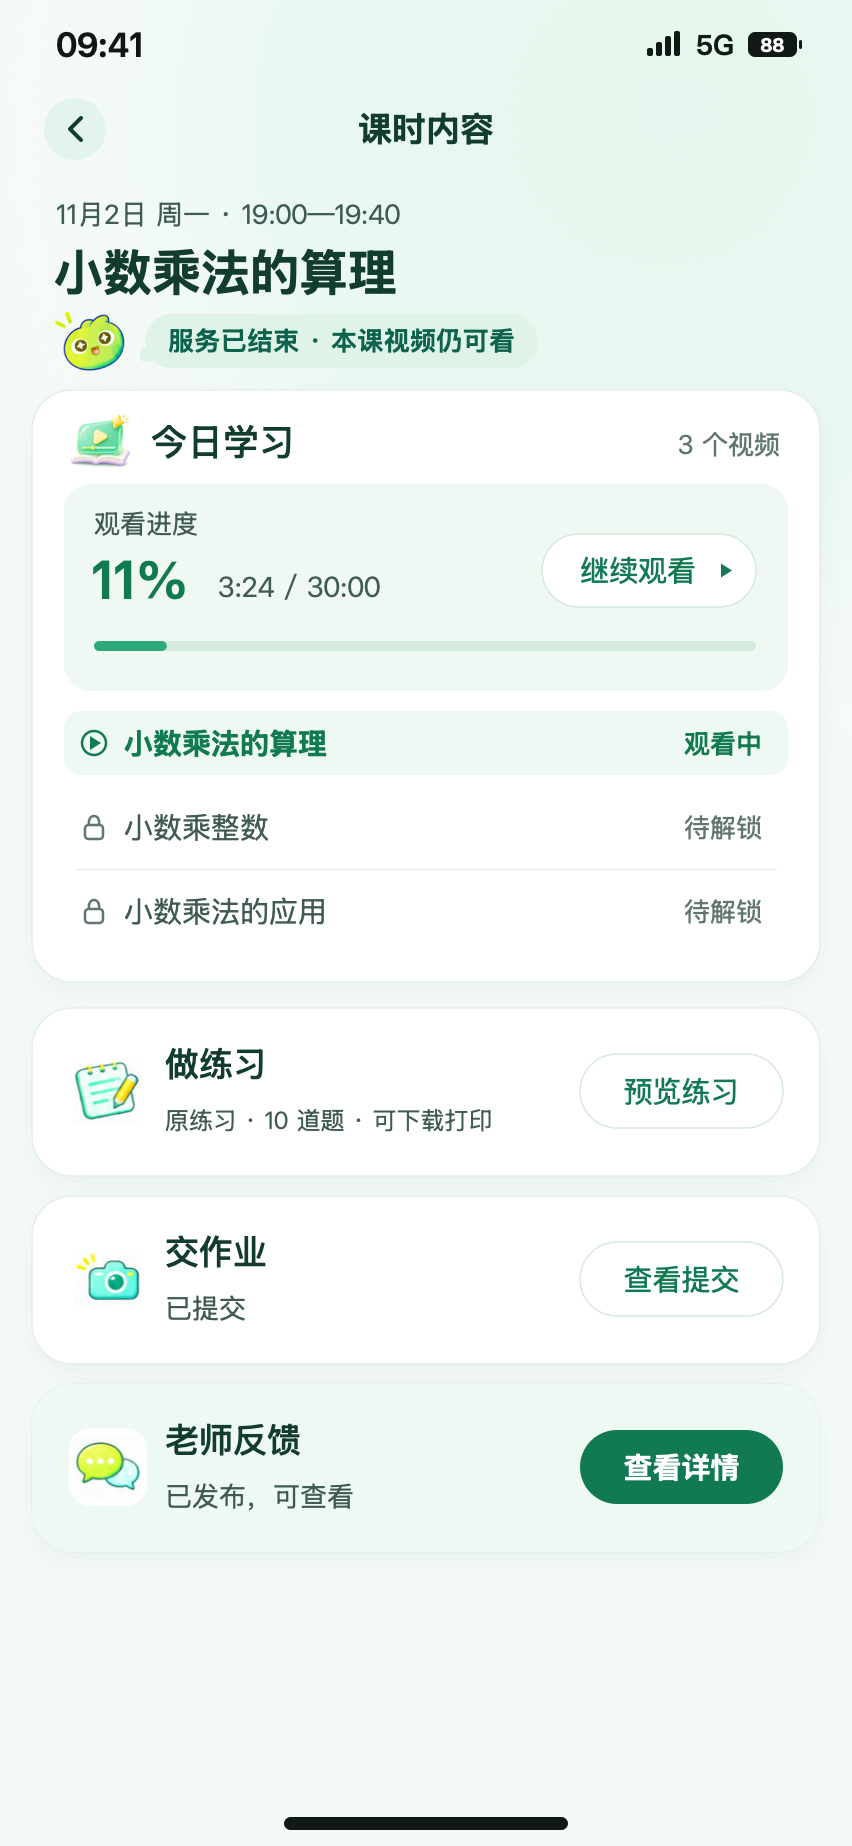 09:41
5G 88
课时内容
11月2日 周一 · 19:00—19:40
小数乘法的算理
服务已结束 · 本课视频仍可看
今日学习
3 个视频
观看进度
11% 3:24 / 30:00
继续观看
小数乘法的算理 观看中
小数乘整数 待解锁
小数乘法的应用 待解锁
做练习
原练习 · 10 道题 · 可下载打印
预览练习
交作业
已提交
查看提交
老师反馈
已发布，可查看
查看详情